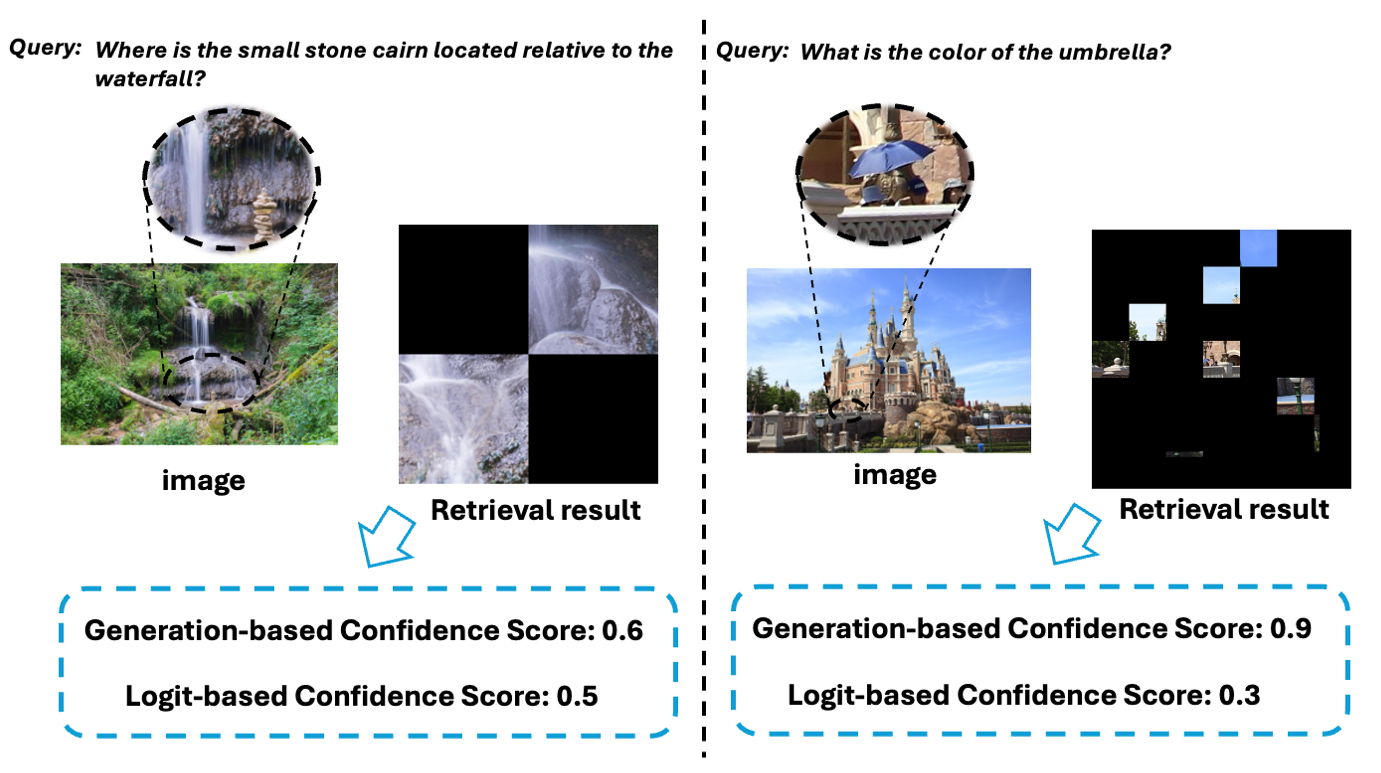 Query: Where is the small stone cairn located relative to the
waterfall?
image
Retrieval result
Generation-based Confidence Score: 0.6
Logit-based Confidence Score: 0.5
Query: What is the color of the umbrella?
image
Retrieval result
Generation-based Confidence Score: 0.9
Logit-based Confidence Score: 0.3